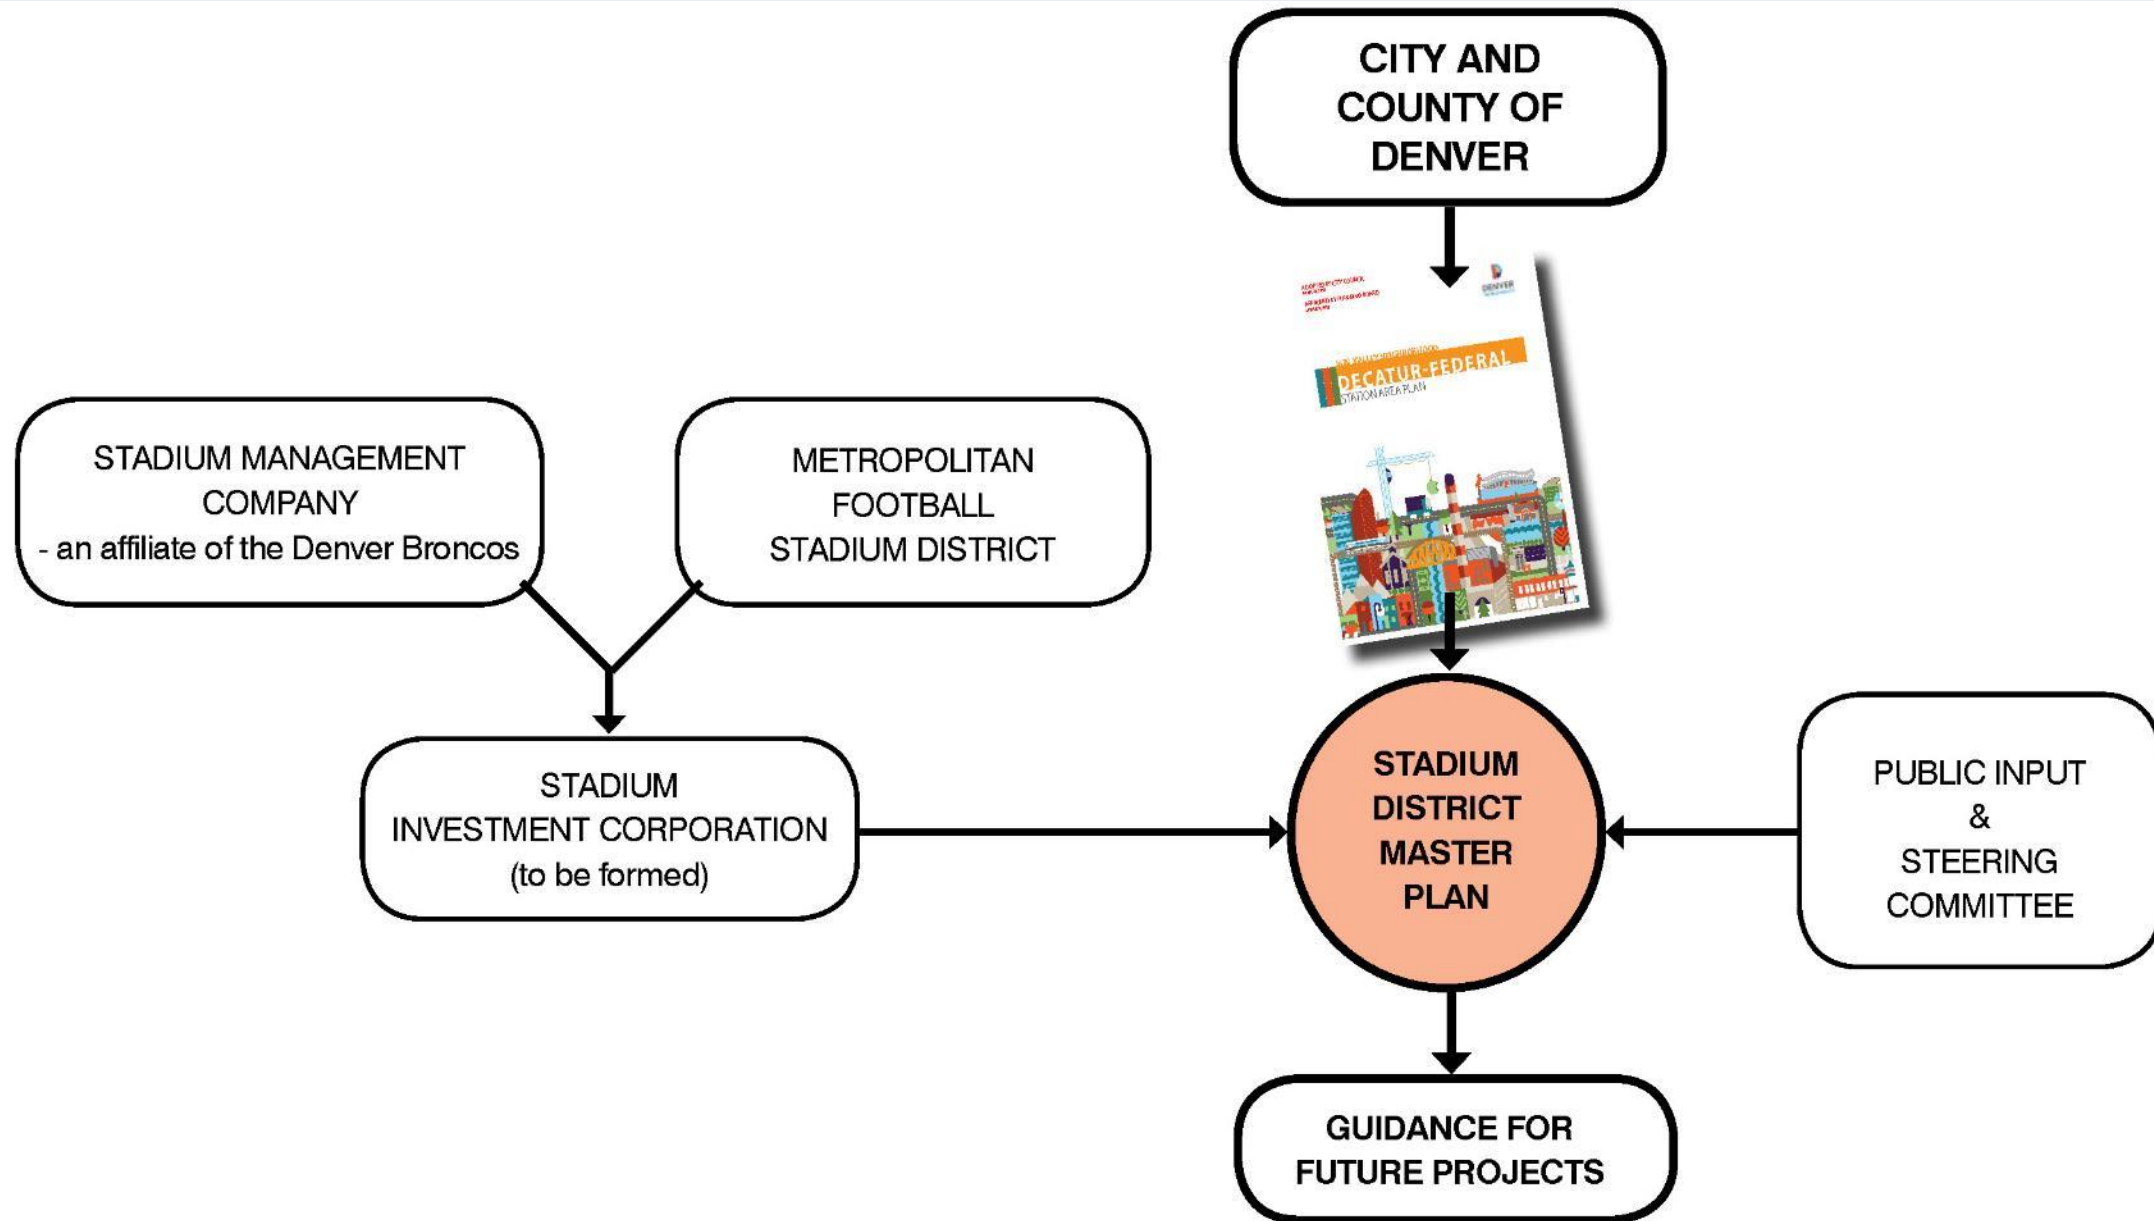 CITY AND
COUNTY OF
DENVER
DENVER
DECATUR-FEDERAL
STATION AREA PLAN
STADIUM MANAGEMENT
COMPANY
- an affiliate of the Denver Broncos
METROPOLITAN
FOOTBALL
STADIUM DISTRICT
STADIUM
INVESTMENT CORPORATION
(to be formed)
STADIUM
DISTRICT
MASTER
PLAN
PUBLIC INPUT
&
STEERING
COMMITTEE
GUIDANCE FOR
FUTURE PROJECTS